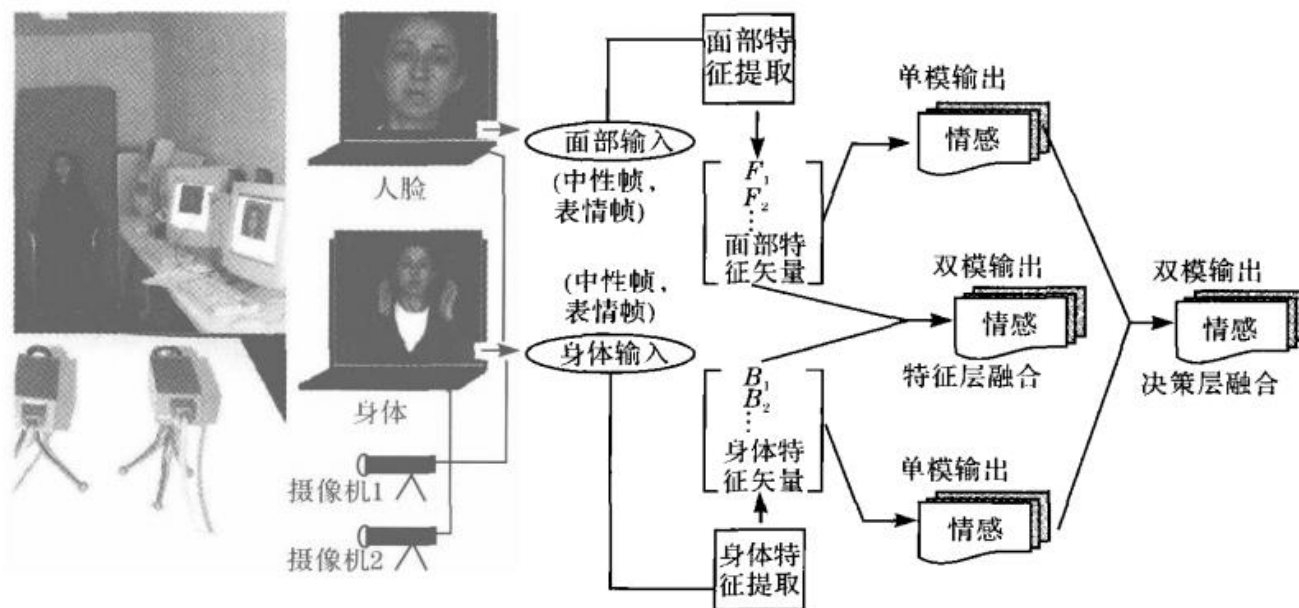 人脸
身体
摄像机1
摄像机2
面部输入
(中性帧,
表情帧)
(中性帧,
表情帧)
身体输入
面部特
征提取
F₁
F₂
⋮
面部特
征矢量
B₁
B₂
⋮
身体特
征矢量
身体特
征提取
单模输出
情感
双模输出
情感
特征层融合
单模输出
情感
双模输出
情感
决策层融合